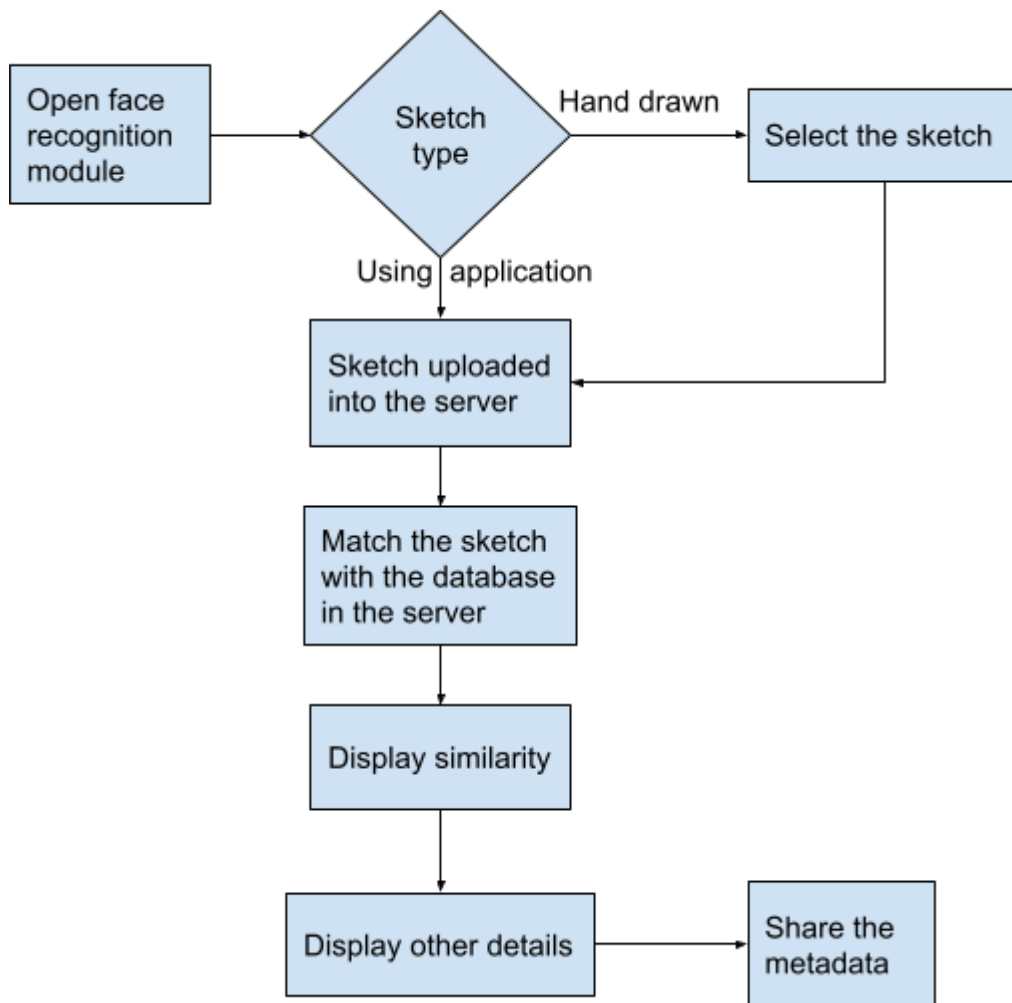 Open face
recognition
module
Sketch
type
Hand drawn
Select the sketch
Using application
Sketch uploaded
into the server
Match the sketch
with the database
in the server
Display similarity
Display other details
Share the
metadata